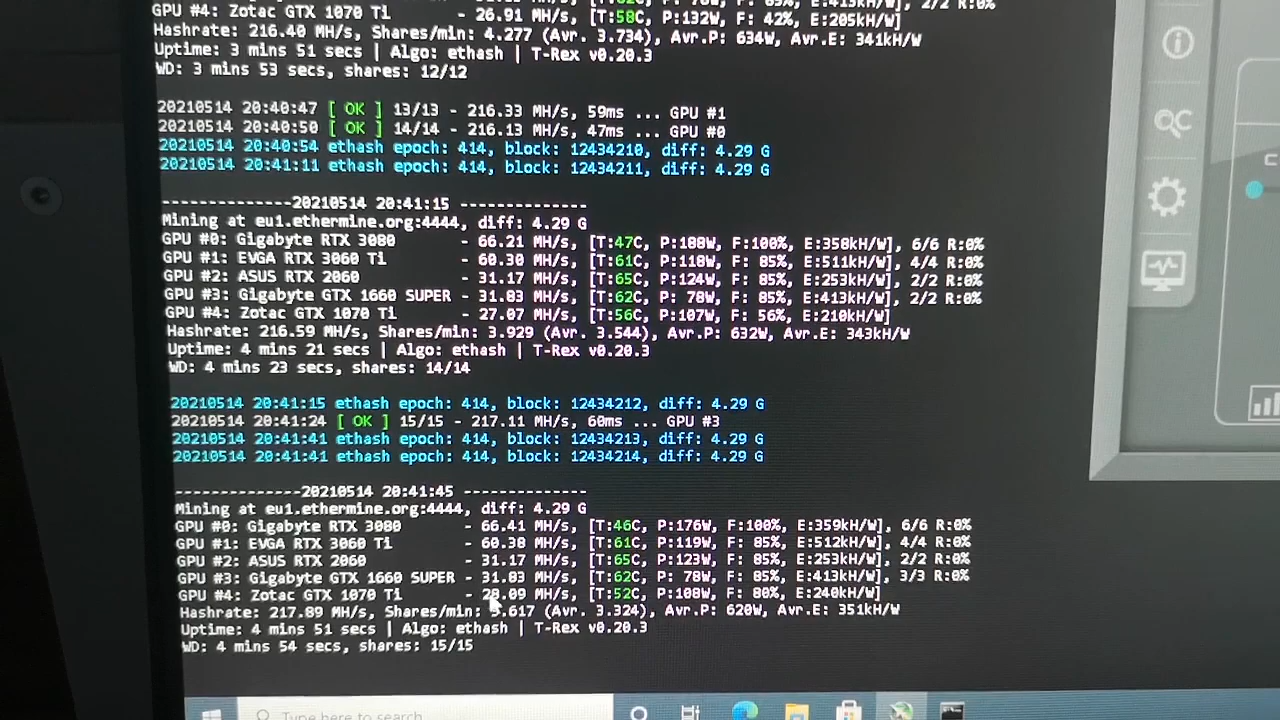 GPU #4: Zotac GTX 1070 Ti - 26.91 MH/s, [T:58C, P:132W, F: 42%, E:205kH/W]
Hashrate: 216.40 MH/s, Shares/min: 4.277 (Avr. 3.734), Avr.P: 634W, Avr.E: 341kH/W
Uptime: 3 mins 51 secs | Algo: ethash | T-Rex v0.20.3
WD: 3 mins 53 secs, shares: 12/12
20210514 20:40:47 [ OK ] 13/13 - 216.33 MH/s, 59ms ... GPU #1
20210514 20:40:50 [ OK ] 14/14 - 216.13 MH/s, 47ms ... GPU #0
20210514 20:40:54 ethash epoch: 414, block: 12434210, diff: 4.29 G
20210514 20:41:11 ethash epoch: 414, block: 12434211, diff: 4.29 G
--------------20210514 20:41:15 --------------
Mining at eu1.ethermine.org:4444, diff: 4.29 G
GPU #0: Gigabyte RTX 3080 - 66.21 MH/s, [T:47C, P:188W, F:100%, E:358kH/W], 6/6 R:0%
GPU #1: EVGA RTX 3060 Ti - 60.30 MH/s, [T:61C, P:118W, F: 85%, E:511kH/W], 4/4 R:0%
GPU #2: ASUS RTX 2060 - 31.17 MH/s, [T:65C, P:124W, F: 85%, E:253kH/W], 2/2 R:0%
GPU #3: Gigabyte GTX 1660 SUPER - 31.83 MH/s, [T:62C, P: 78W, F: 85%, E:413kH/W], 2/2 R:0%
GPU #4: Zotac GTX 1070 Ti - 27.07 MH/s, [T:56C, P:107W, F: 56%, E:210kH/W]
Hashrate: 216.59 MH/s, Shares/min: 3.929 (Avr. 3.544), Avr.P: 632W, Avr.E: 343kH/W
Uptime: 4 mins 21 secs | Algo: ethash | T-Rex v0.20.3
WD: 4 mins 23 secs, shares: 14/14
20210514 20:41:15 ethash epoch: 414, block: 12434212, diff: 4.29 G
20210514 20:41:24 [ OK ] 15/15 - 217.11 MH/s, 60ms ... GPU #3
20210514 20:41:41 ethash epoch: 414, block: 12434213, diff: 4.29 G
20210514 20:41:41 ethash epoch: 414, block: 12434214, diff: 4.29 G
--------------20210514 20:41:45 --------------
Mining at eu1.ethermine.org:4444, diff: 4.29 G
GPU #0: Gigabyte RTX 3080 - 66.41 MH/s, [T:46C, P:176W, F:100%, E:359kH/W], 6/6 R:0%
GPU #1: EVGA RTX 3060 Ti - 60.38 MH/s, [T:61C, P:119W, F: 85%, E:512kH/W], 4/4 R:0%
GPU #2: ASUS RTX 2060 - 31.17 MH/s, [T:65C, P:123W, F: 85%, E:253kH/W], 2/2 R:0%
GPU #3: Gigabyte GTX 1660 SUPER - 31.83 MH/s, [T:62C, P: 78W, F: 85%, E:413kH/W], 3/3 R:0%
GPU #4: Zotac GTX 1070 Ti - 28.09 MH/s, [T:52C, P:108W, F: 80%, E:240kH/W]
Hashrate: 217.89 MH/s, Shares/min: 3.617 (Avr. 3.324), Avr.P: 620W, Avr.E: 351kH/W
Uptime: 4 mins 51 secs | Algo: ethash | T-Rex v0.20.3
WD: 4 mins 54 secs, shares: 15/15
Type here to search